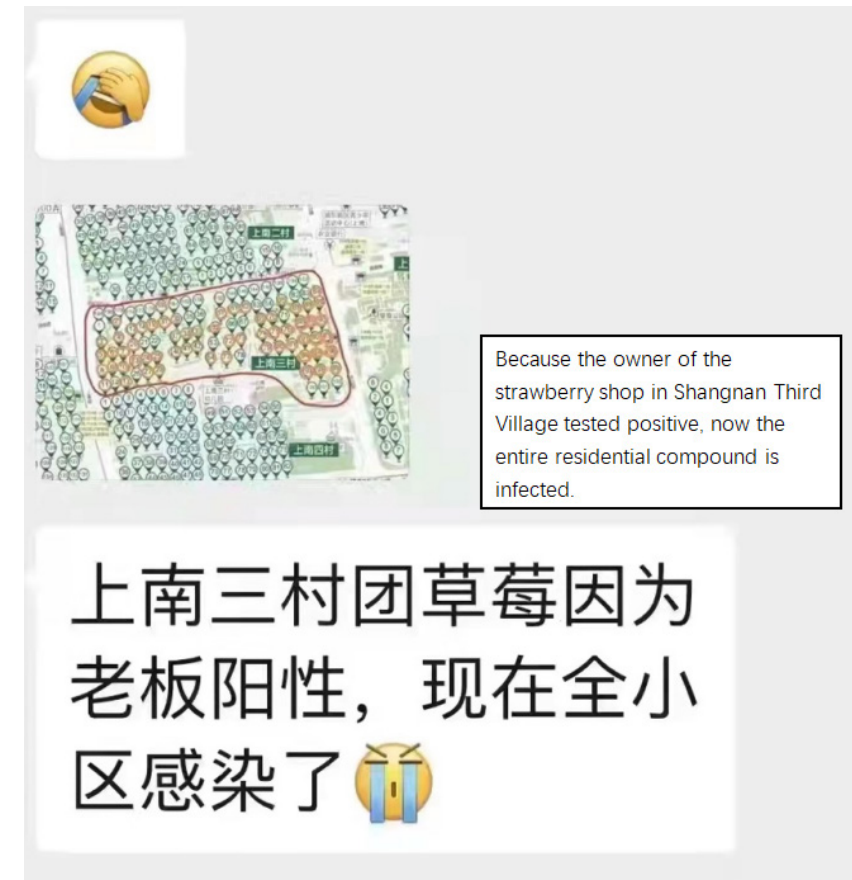 上南二村
上南三村
上南四村
Because the owner of the
strawberry shop in Shangnan Third
Village tested positive, now the
entire residential compound is
infected.
上南三村团草莓因为
老板阳性，现在全小
区感染了